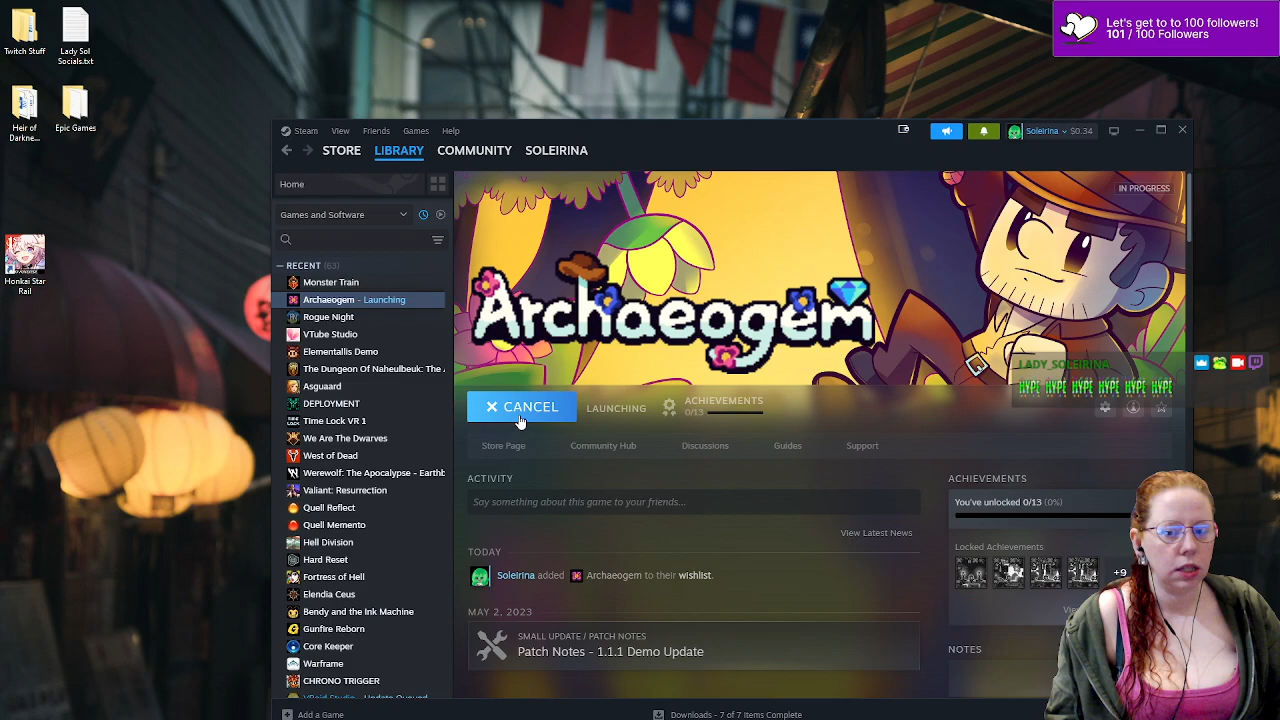 Twitch Stuff
Lady Sol
Socials.txt
Heir of
Darkne...
Epic Games
Honkai Star
Rail
Let's get to to 100 followers!
101 / 100 Followers
Steam View Friends Games Help
Soleirina $0.34
STORE LIBRARY COMMUNITY SOLEIRINA
Home
Games and Software
RECENT (63)
Monster Train
Archaeogem - Launching
Rogue Night
VTube Studio
Elementallis Demo
The Dungeon Of Naheulbeuk: The A
Asguaard
DEPLOYMENT
Time Lock VR 1
We Are The Dwarves
West of Dead
Werewolf: The Apocalypse - Earthb
Valiant: Resurrection
Quell Reflect
Quell Memento
Hell Division
Hard Reset
Fortress of Hell
Elendia Ceus
Bendy and the Ink Machine
Gunfire Reborn
Core Keeper
Warframe
CHRONO TRIGGER
VRoid Studio - Update Queued
IN PROGRESS
Archaeogem
LADY_SOLEIRINA
HYPE HYPE HYPE HYPE HYPE HYPE
CANCEL
LAUNCHING
ACHIEVEMENTS
0/13
Store Page Community Hub Discussions Guides Support
ACTIVITY
Say something about this game to your friends...
View Latest News
TODAY
Soleirina added Archaeogem to their wishlist.
MAY 2, 2023
SMALL UPDATE / PATCH NOTES
Patch Notes - 1.1.1 Demo Update
ACHIEVEMENTS
You've unlocked 0/13 (0%)
Locked Achievements
+9
NOTES
Add a Game
Downloads - 7 of 7 Items Complete